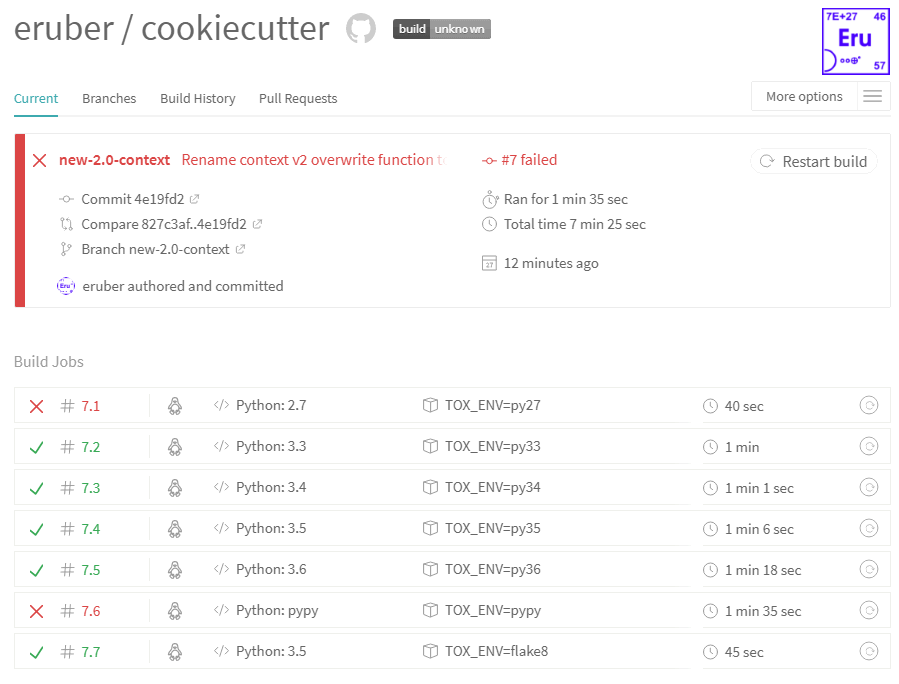 eruber / cookiecutter build unknown
7E+27 46
Eru
57
Current Branches Build History Pull Requests More options
new-2.0-context Rename context v2 overwrite function to
#7 failed
Restart build
Commit 4e19fd2
Compare 827c3af..4e19fd2
Branch new-2.0-context
Eru
eruber authored and committed
Ran for 1 min 35 sec
Total time 7 min 25 sec
27
12 minutes ago
Build Jobs
# 7.1 </> Python: 2.7 TOX_ENV=py27 40 sec
# 7.2 </> Python: 3.3 TOX_ENV=py33 1 min
# 7.3 </> Python: 3.4 TOX_ENV=py34 1 min 1 sec
# 7.4 </> Python: 3.5 TOX_ENV=py35 1 min 6 sec
# 7.5 </> Python: 3.6 TOX_ENV=py36 1 min 18 sec
# 7.6 </> Python: pypy TOX_ENV=pypy 1 min 35 sec
# 7.7 </> Python: 3.5 TOX_ENV=flake8 45 sec